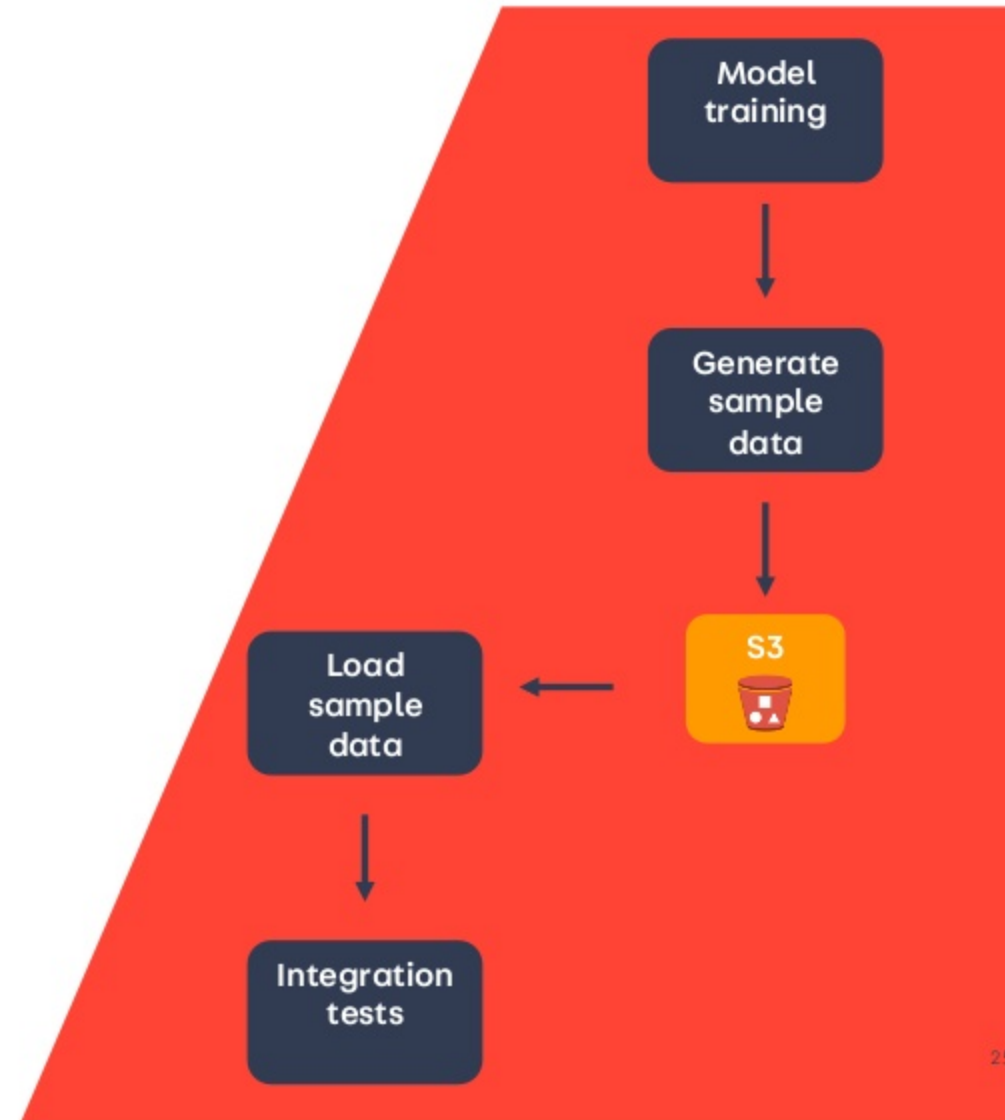 Model
training
Generate
sample
data
S3
Load
sample
data
Integration
tests